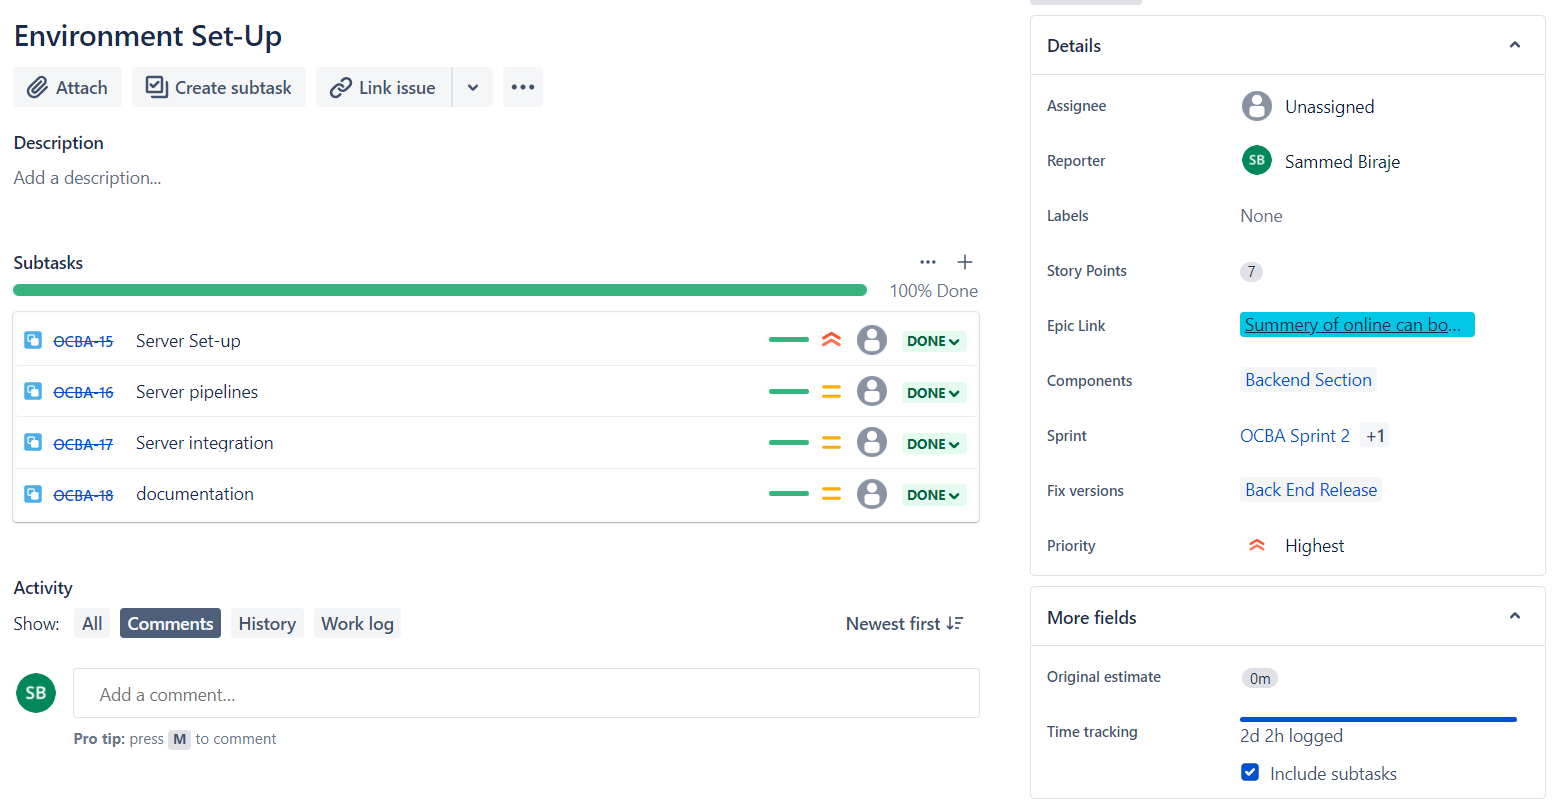 Environment Set-Up
Attach
Create subtask
Link issue
Description
Add a description...
Subtasks
100% Done
OCBA-15 Server Set-up DONE
OCBA-16 Server pipelines DONE
OCBA-17 Server integration DONE
OCBA-18 documentation DONE
Activity
Show: All Comments History Work log Newest first
SB Add a comment...
Pro tip: press M to comment
Details
Assignee Unassigned
Reporter SB Sammed Biraje
Labels None
Story Points 7
Epic Link Summery of online can bo...
Components Backend Section
Sprint OCBA Sprint 2 +1
Fix versions Back End Release
Priority Highest
More fields
Original estimate 0m
Time tracking
2d 2h logged
Include subtasks